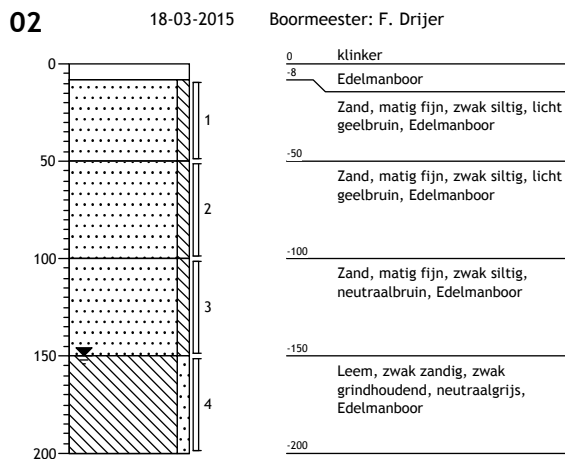 02 18-03-2015 Boormeester: F. Drijer
0 0 klinker
-8 Edelmanboor
Zand, matig fijn, zwak siltig, licht
geelbruin, Edelmanboor
1
50 -50
Zand, matig fijn, zwak siltig, licht
geelbruin, Edelmanboor
2
100 -100
Zand, matig fijn, zwak siltig,
neutraalbruin, Edelmanboor
3
150 -150
Leem, zwak zandig, zwak
grindhoudend, neutraalgrijs,
Edelmanboor
4
200 -200